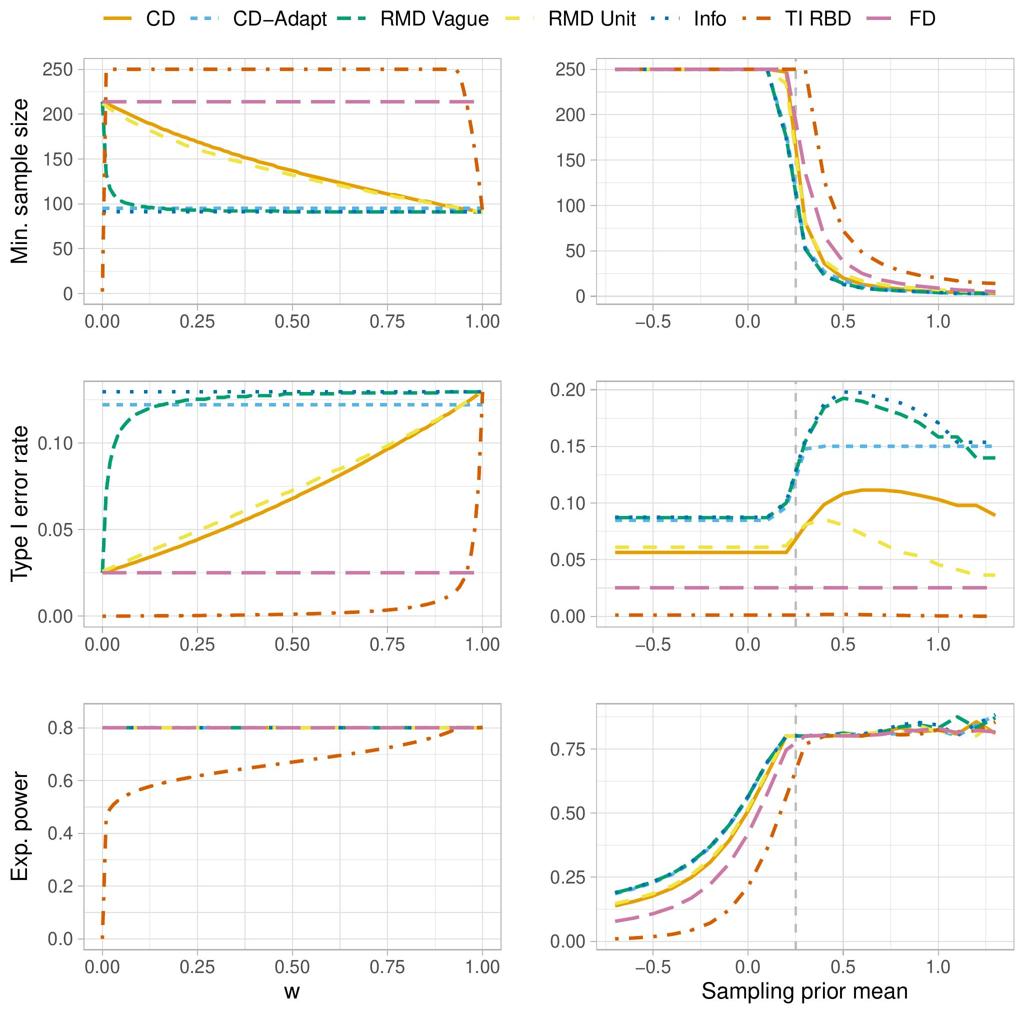 CD CD−Adapt RMD Vague RMD Unit Info TI RBD FD
Min. sample size
250
200
150
100
50
0
0.00 0.25 0.50 0.75 1.00
250
200
150
100
50
0
−0.5 0.0 0.5 1.0
Type I error rate
0.10
0.05
0.00
0.00 0.25 0.50 0.75 1.00
0.20
0.15
0.10
0.05
0.00
−0.5 0.0 0.5 1.0
Exp. power
0.8
0.6
0.4
0.2
0.0
0.00 0.25 0.50 0.75 1.00
w
0.75
0.50
0.25
0.00
−0.5 0.0 0.5 1.0
Sampling prior mean